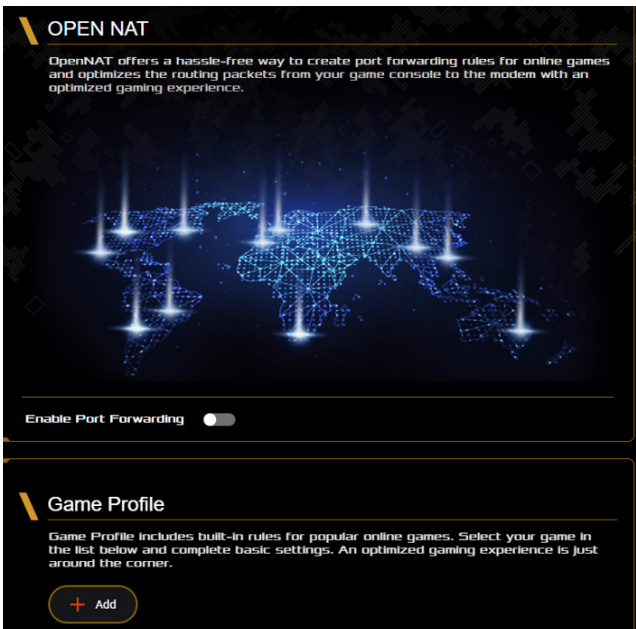 OPEN NAT
OpenNAT offers a hassle-free way to create port forwarding rules for online games
and optimizes the routing packets from your game console to the modem with an
optimized gaming experience.
Enable Port Forwarding
Game Profile
Game Profile includes built-in rules for popular online games. Select your game in
the list below and complete basic settings. An optimized gaming experience is just
around the corner.
+ Add